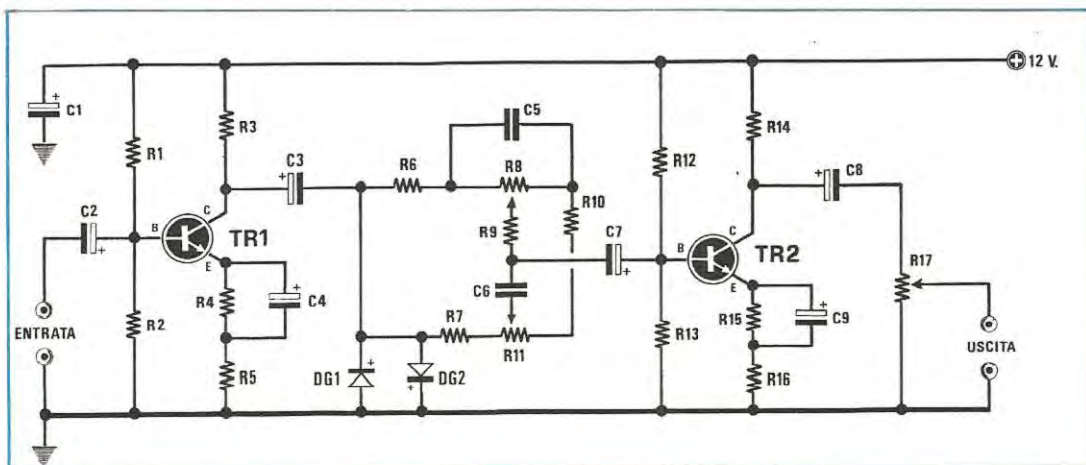 12 V.
C1
R1
R3
C5
R12
R14
C3
R6
R8
C8
C2
R10
R9
C7
B
C
E
TR1
B
C
E
TR2
R17
R4
C4
C6
ENTRATA
R2
R7
R11
R13
R15
C9
USCITA
R5
DG1
DG2
R16
+
+
+
+
+
+
+
+
+